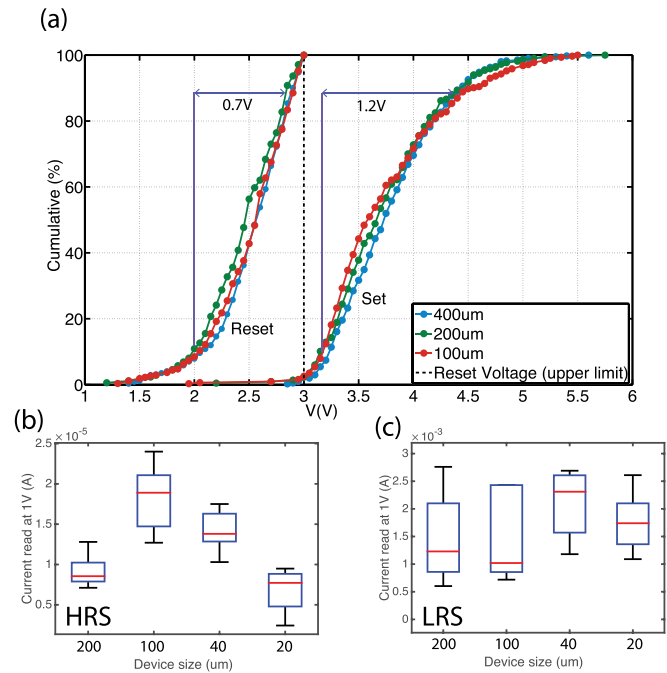 (a)
100
80
60
40
20
0
Cumulative (%)
0.7V
1.2V
Reset
Set
400um
200um
100um
Reset Voltage (upper limit)
1 1.5 2 2.5 3 3.5 4 4.5 5 5.5 6
V(V)
(b)
× 10⁻⁵
2.5
2
1.5
1
0.5
Current read at 1V (A)
HRS
200 100 40 20
Device size (um)
(c)
× 10⁻³
3
2.5
2
1.5
1
0.5
0
Current read at 1V (A)
LRS
200 100 40 20
Device size (um)